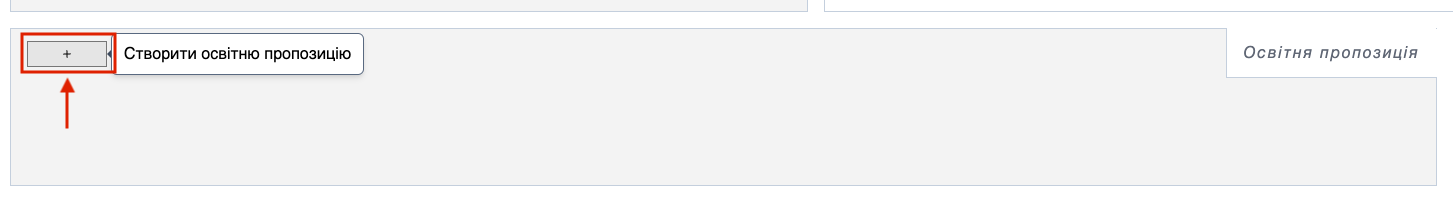 +
Створити освітню пропозицію
Освітня пропозиція